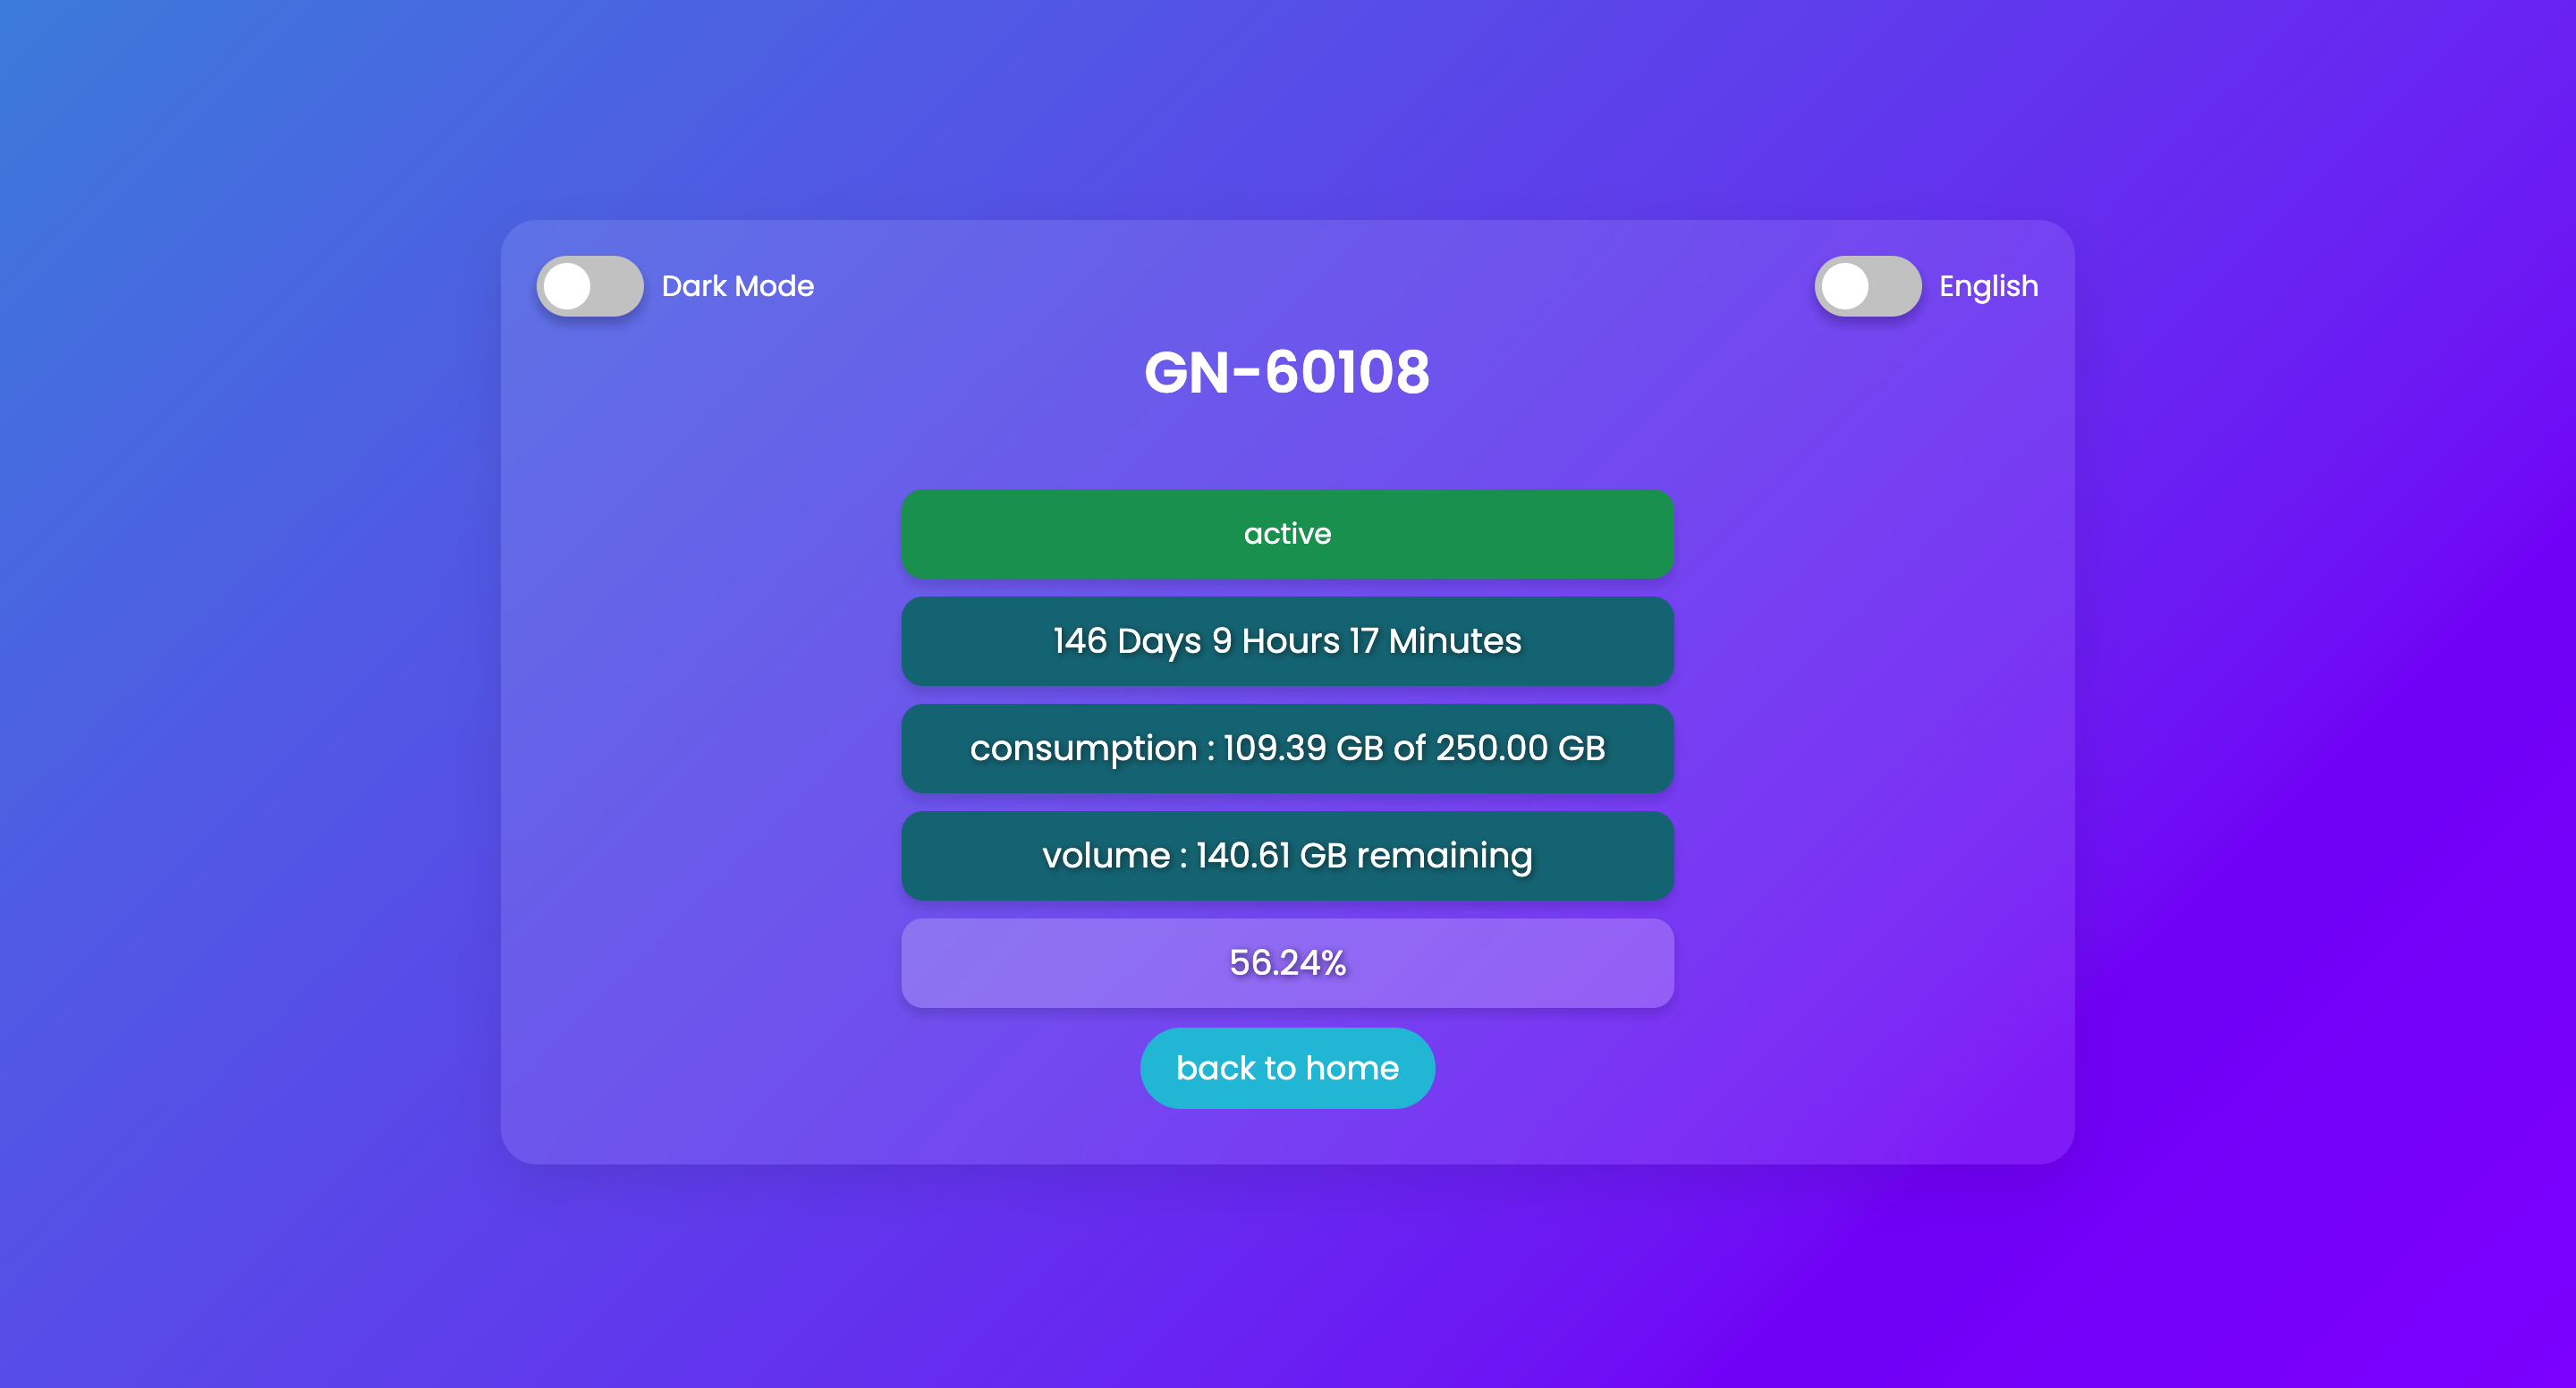 Dark Mode
English
GN-60108
active
146 Days 9 Hours 17 Minutes
consumption : 109.39 GB of 250.00 GB
volume : 140.61 GB remaining
56.24%
back to home